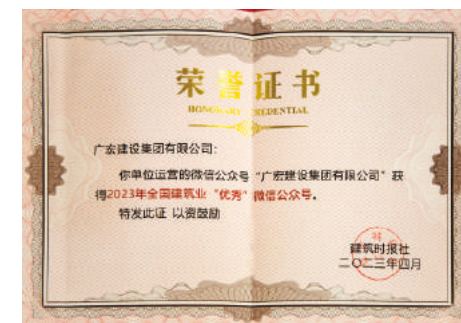 荣誉证书
HONORARY CREDENTIAL
广宏建设集团有限公司：
你单位运营的微信公众号“广宏建设集团有限公司”获
得2023年全国建筑业“优秀”微信公众号。
特发此证 以资鼓励
建筑时报社
二〇二三年四月